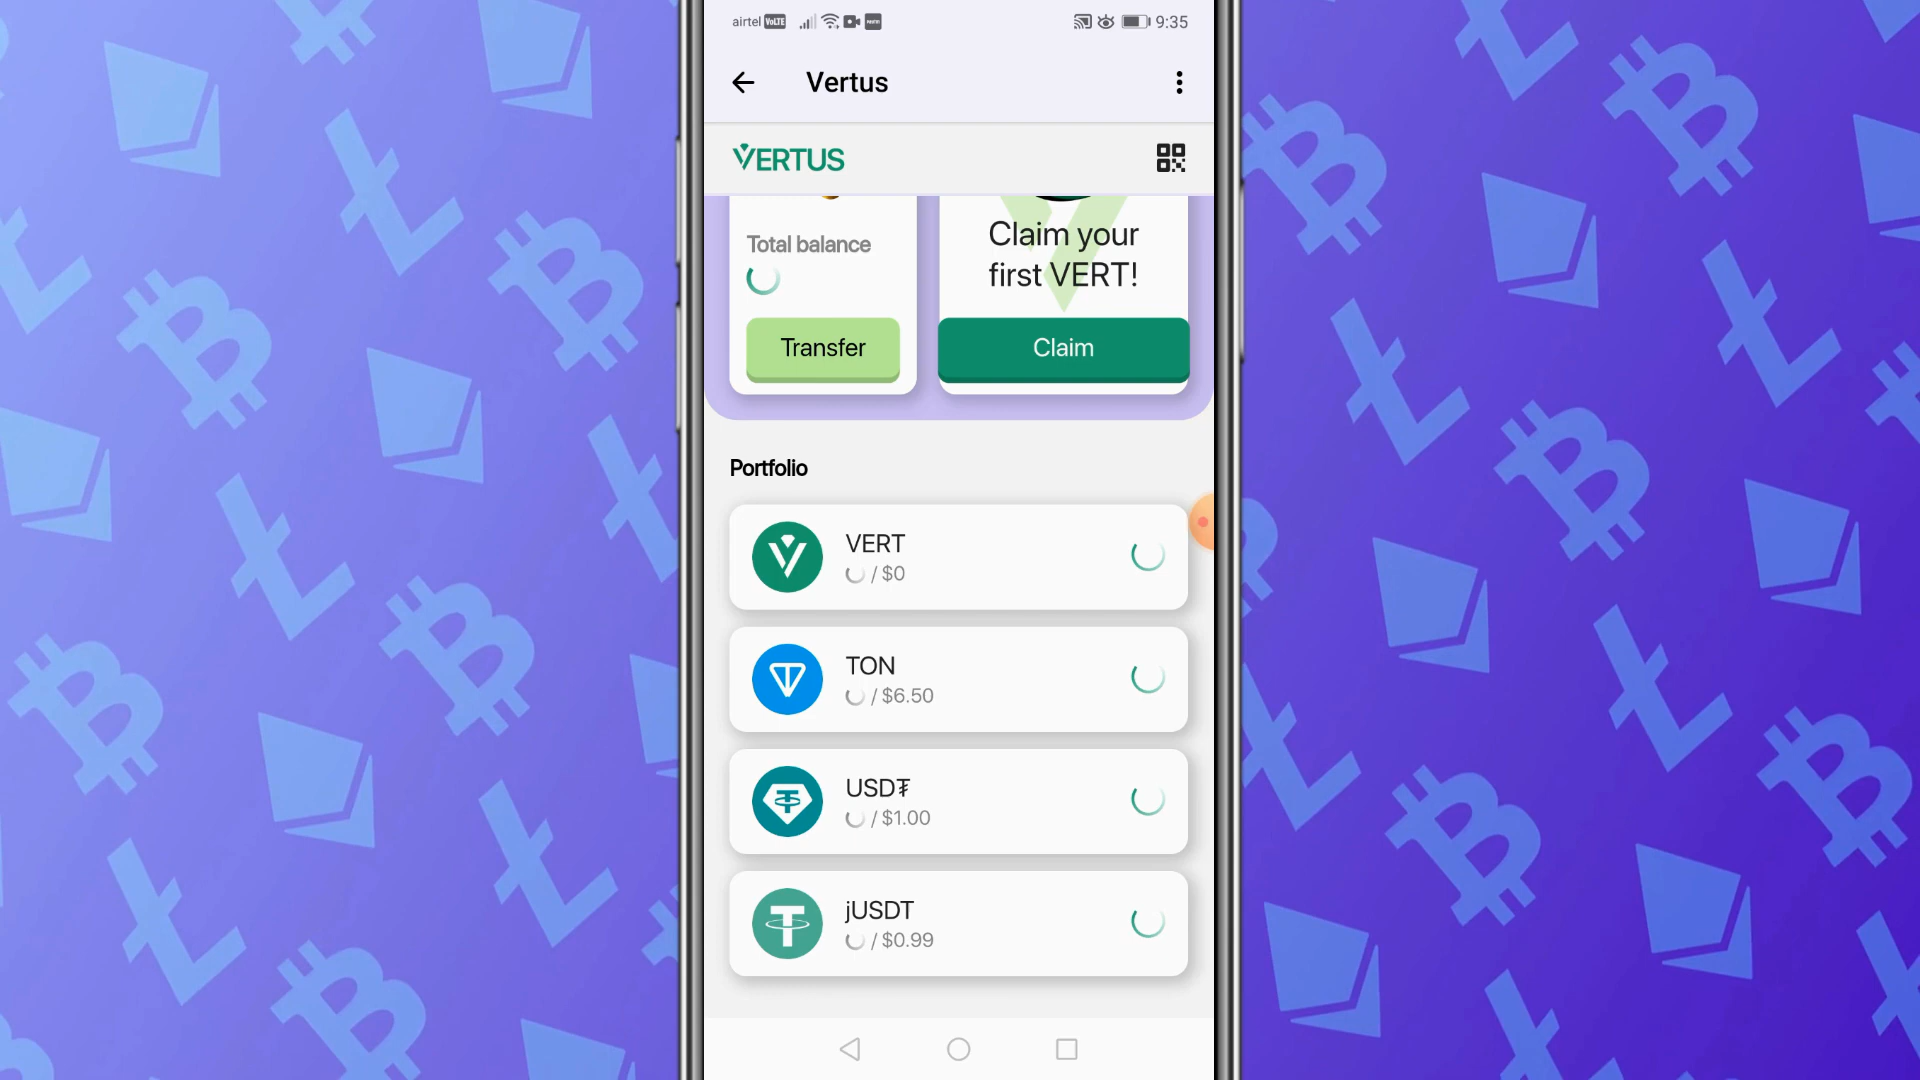 airtel VoLTE 9:35
Vertus
VERTUS
Total balance
Claim your
first VERT!
Transfer
Claim
Portfolio
VERT
/ $0
TON
/ $6.50
USD₮
/ $1.00
jUSDT
/ $0.99